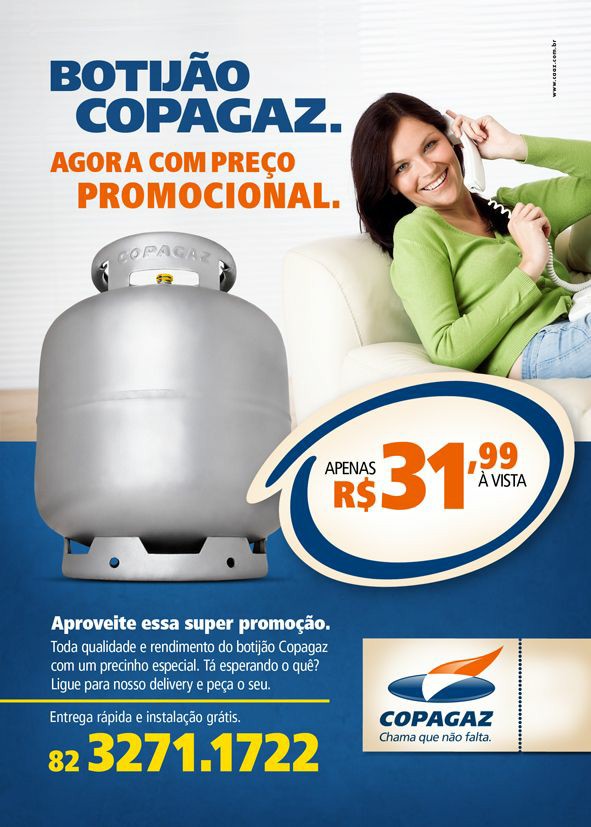 www.caaz.com.br
BOTIJÃO
COPAGAZ.
AGORA COM PREÇO
PROMOCIONAL.
COPAGAZ
APENAS
R$ 31,99
À VISTA
Aproveite essa super promoção.
Toda qualidade e rendimento do botijão Copagaz
com um precinho especial. Tá esperando o quê?
Ligue para nosso delivery e peça o seu.
Entrega rápida e instalação grátis.
82 3271.1722
COPAGAZ
Chama que não falta.